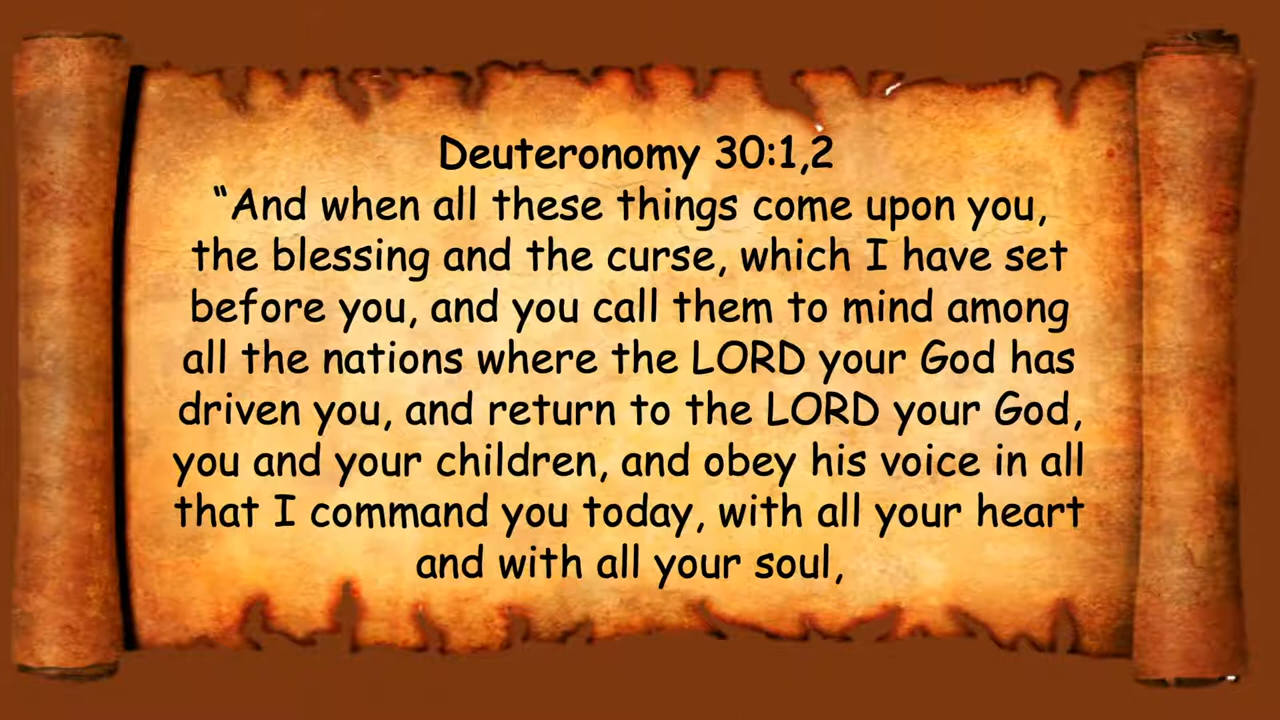 Deuteronomy 30:1,2
“And when all these things come upon you,
the blessing and the curse, which I have set
before you, and you call them to mind among
all the nations where the LORD your God has
driven you, and return to the LORD your God,
you and your children, and obey his voice in all
that I command you today, with all your heart
and with all your soul,